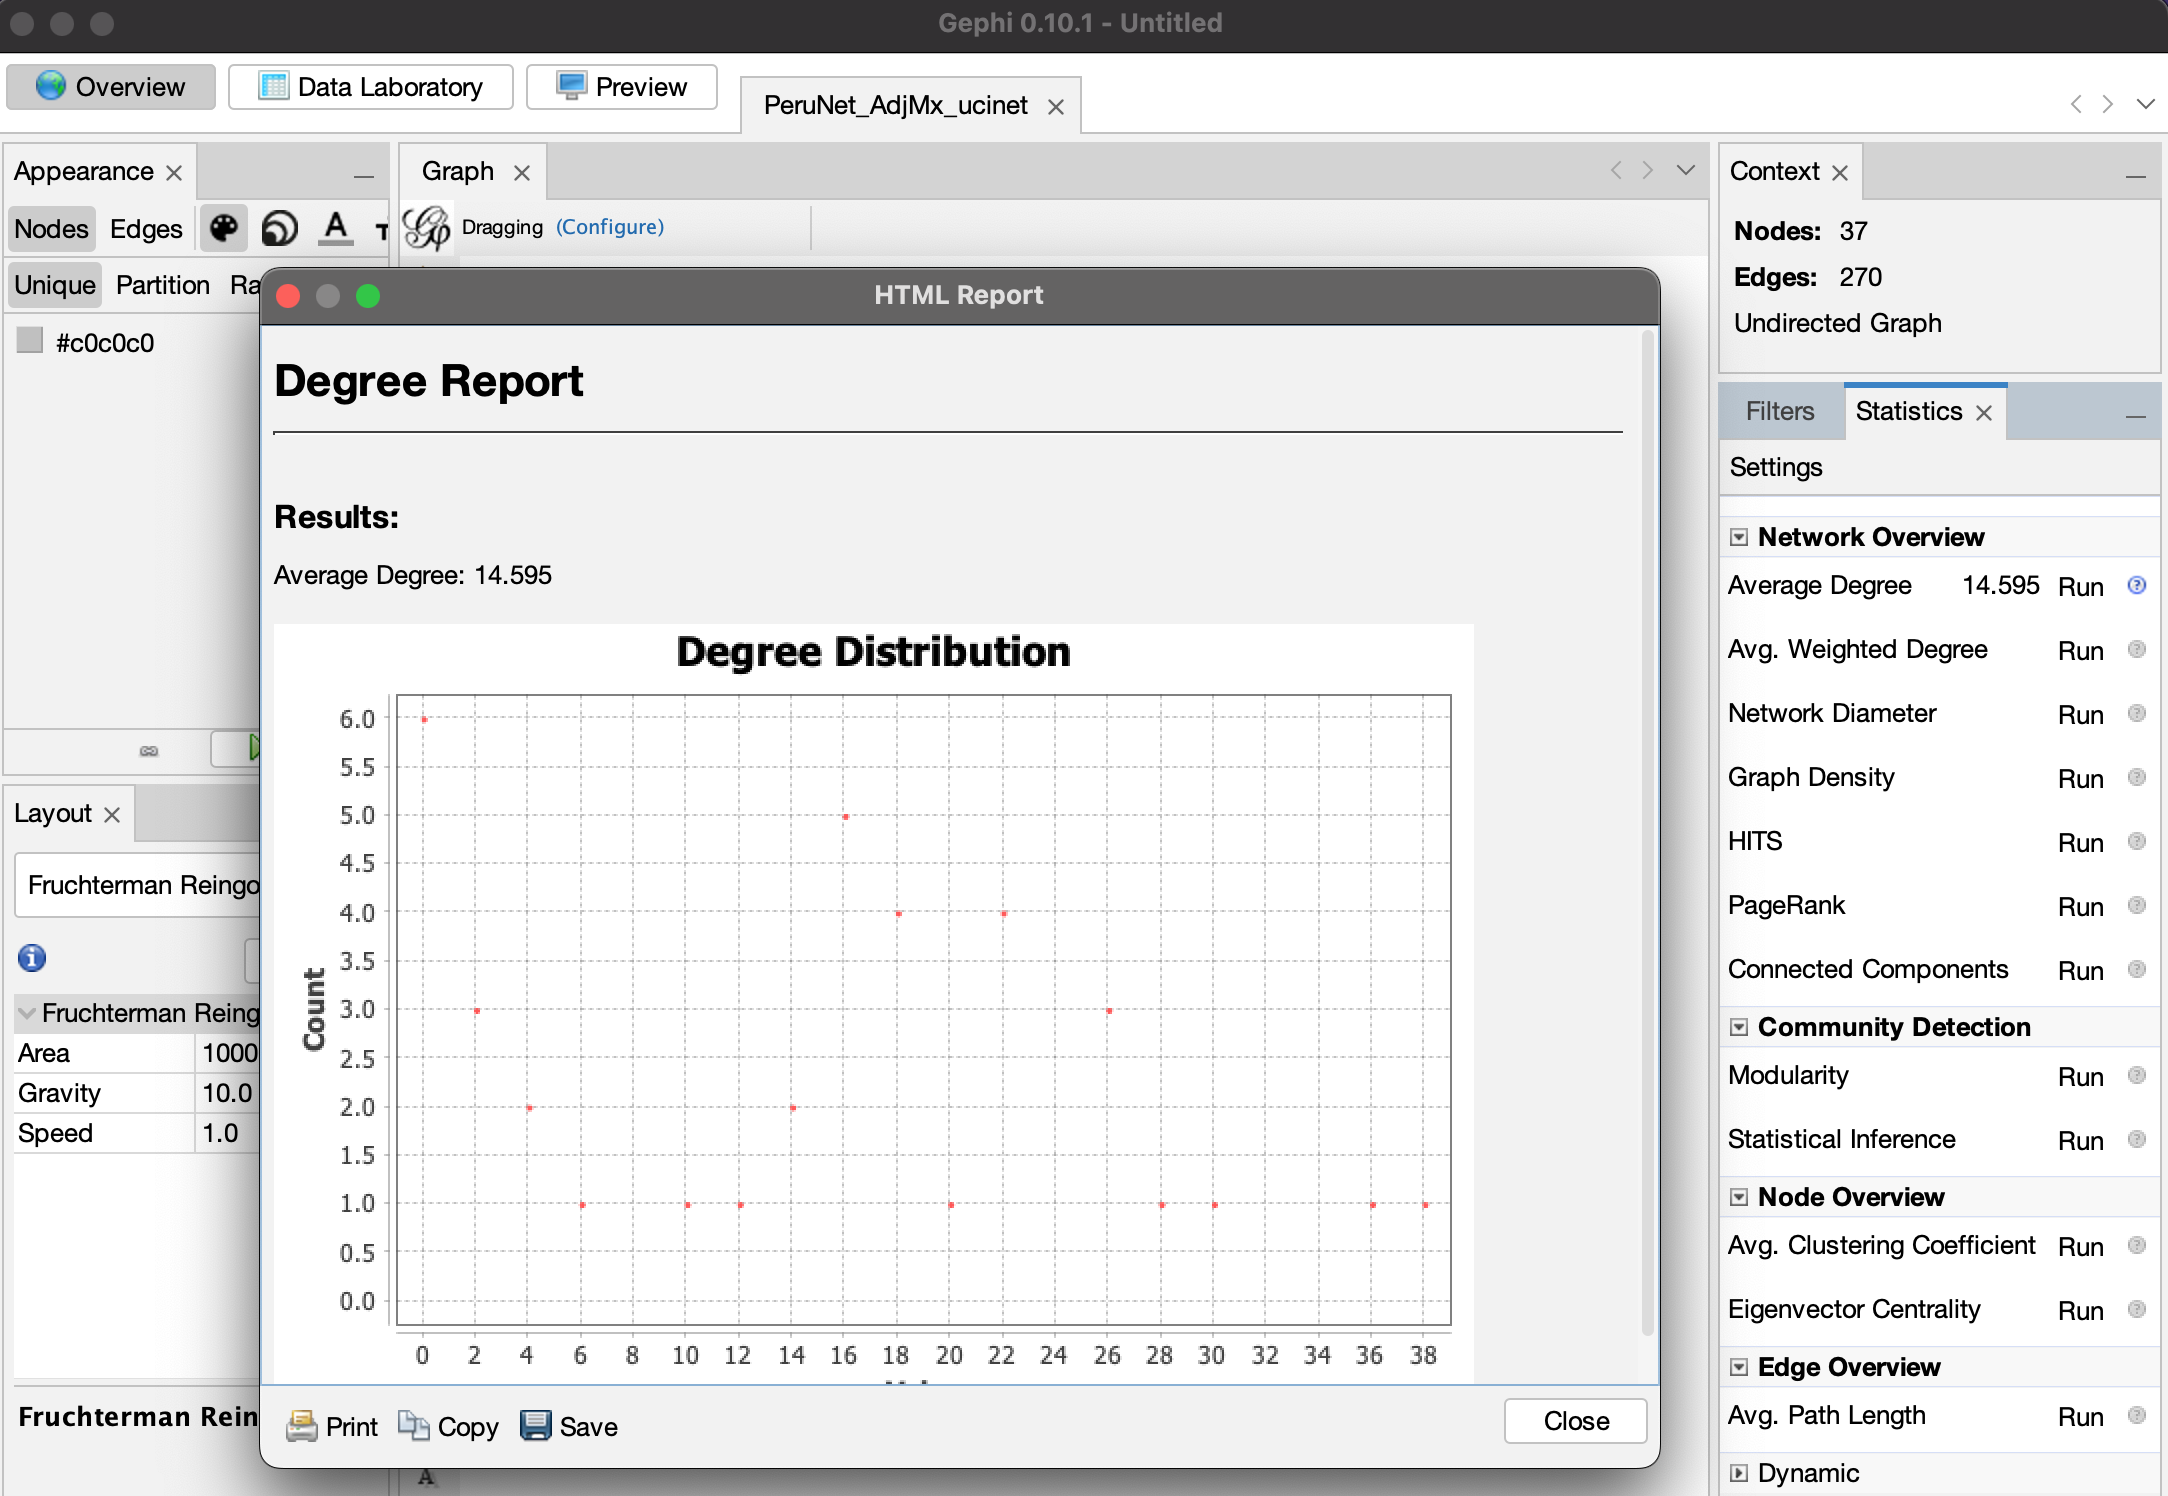 Gephi 0.10.1 - Untitled
Overview
Data Laboratory
Preview
PeruNet_AdjMx_ucinet
Appearance
Nodes
Edges
Unique
Partition
Ra
#c0c0c0
Graph
Dragging
(Configure)
Layout
Fruchterman Reingo
Fruchterman Reing
Area
1000
Gravity
10.0
Speed
1.0
Fruchterman Rein
HTML Report
Degree Report
Results:
Average Degree: 14.595
Degree Distribution
6.0
5.5
5.0
4.5
4.0
3.5
3.0
2.5
2.0
1.5
1.0
0.5
0.0
Count
0 2 4 6 8 10 12 14 16 18 20 22 24 26 28 30 32 34 36 38
Print
Copy
Save
Close
Context
Nodes: 37
Edges: 270
Undirected Graph
Filters
Statistics
Settings
Network Overview
Average Degree 14.595 Run
Avg. Weighted Degree Run
Network Diameter Run
Graph Density Run
HITS Run
PageRank Run
Connected Components Run
Community Detection
Modularity Run
Statistical Inference Run
Node Overview
Avg. Clustering Coefficient Run
Eigenvector Centrality Run
Edge Overview
Avg. Path Length Run
Dynamic